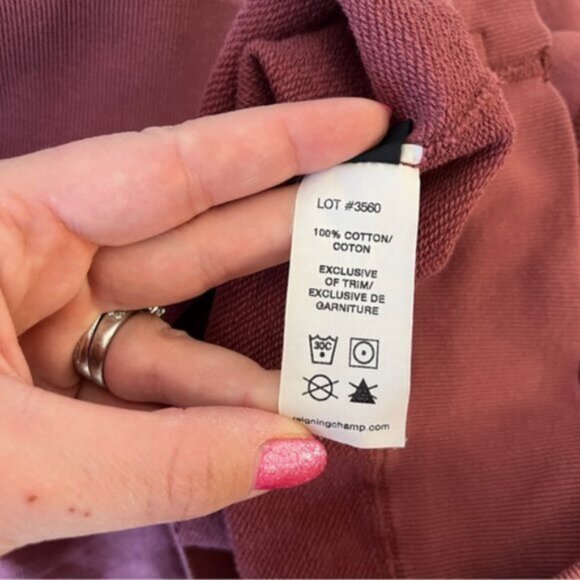 LOT #3560
100% COTTON/
COTON
EXCLUSIVE
OF TRIM/
EXCLUSIVE DE
GARNITURE
30C
reigningchamp.com